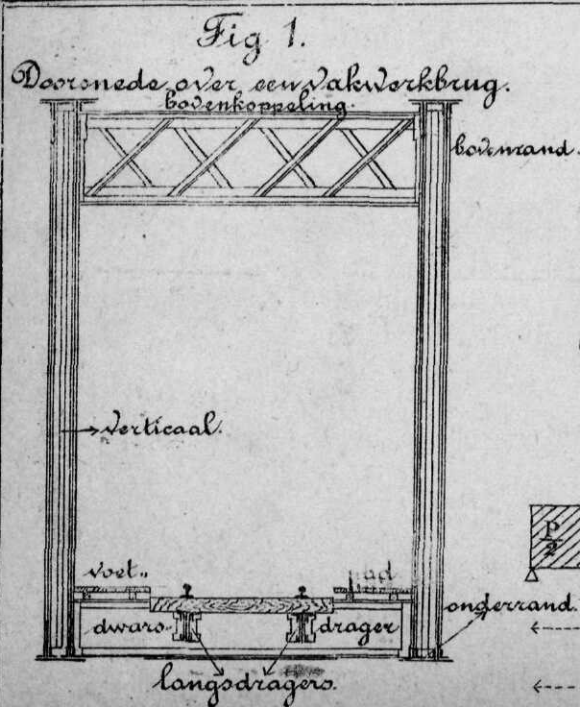 Fig 1.
Doorsnede over een vakwerkbrug.
bovenkoppeling.
bovenrand.
verticaal.
P
2
voet.. pad
onderrand.
dwars drager
langsdragers.